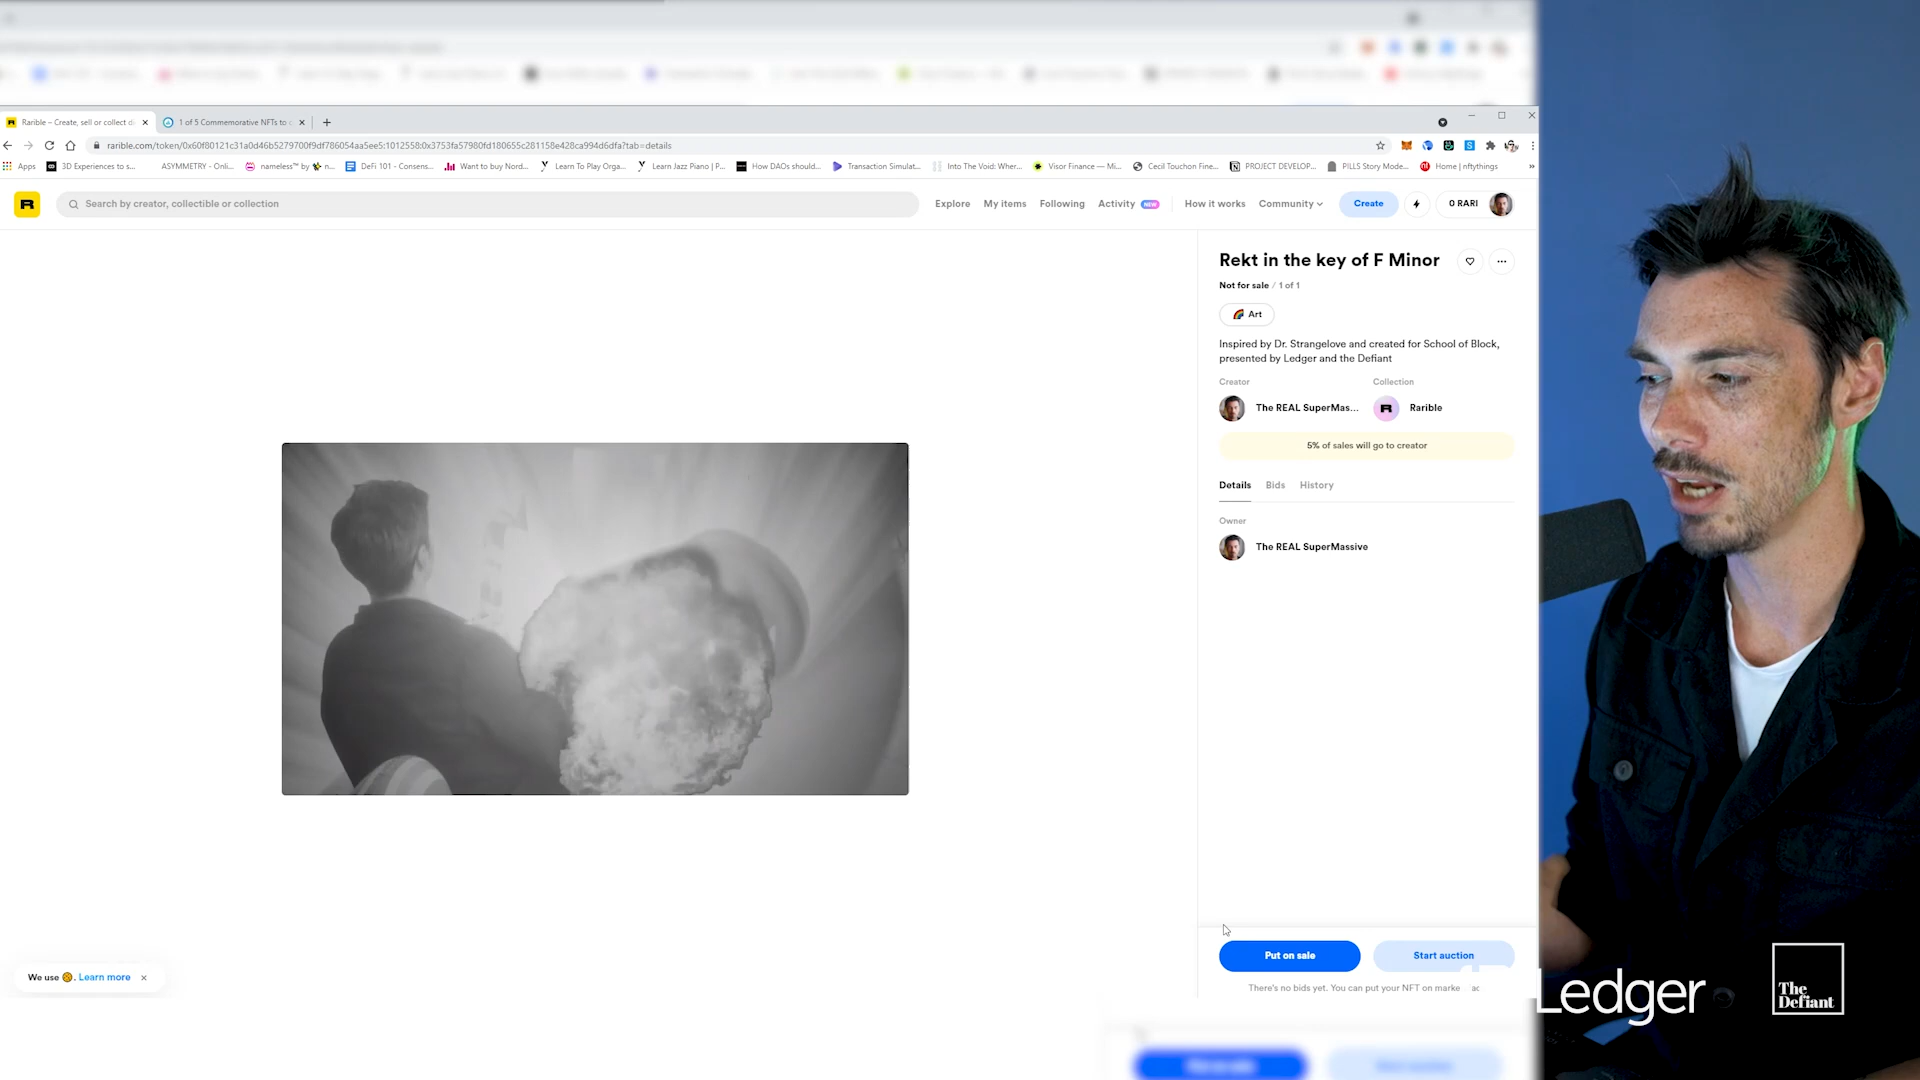 Rarible – Create, sell or collect di
1 of 5 Commemorative NFTs to c
rarible.com/token/0x60f80121c31a0d46b5279700f9df786054aa5ee5:1012558:0x3753fa57980fd180655c281158e428ca994d6dfa?tab=details
Apps 3D Experiences to s... ASYMMETRY - Onli... nameless™ by n... DeFi 101 - Consens... Want to buy Nord... Learn To Play Orga... Learn Jazz Piano | P... How DAOs should... Transaction Simulat... Into The Void: Wher... Visor Finance — Mi... Cecil Touchon Fine... PROJECT DEVELOP... PILLS Story Mode... Home | nftythings »
R Search by creator, collectible or collection Explore My items Following Activity NEW How it works Community Create 0 RARI
Rekt in the key of F Minor
Not for sale / 1 of 1
Art
Inspired by Dr. Strangelove and created for School of Block,
presented by Ledger and the Defiant
Creator Collection
The REAL SuperMas... R Rarible
5% of sales will go to creator
Details Bids History
Owner
The REAL SuperMassive
Put on sale Start auction
There's no bids yet. You can put your NFT on marke
We use . Learn more
Ledger
The
Defiant